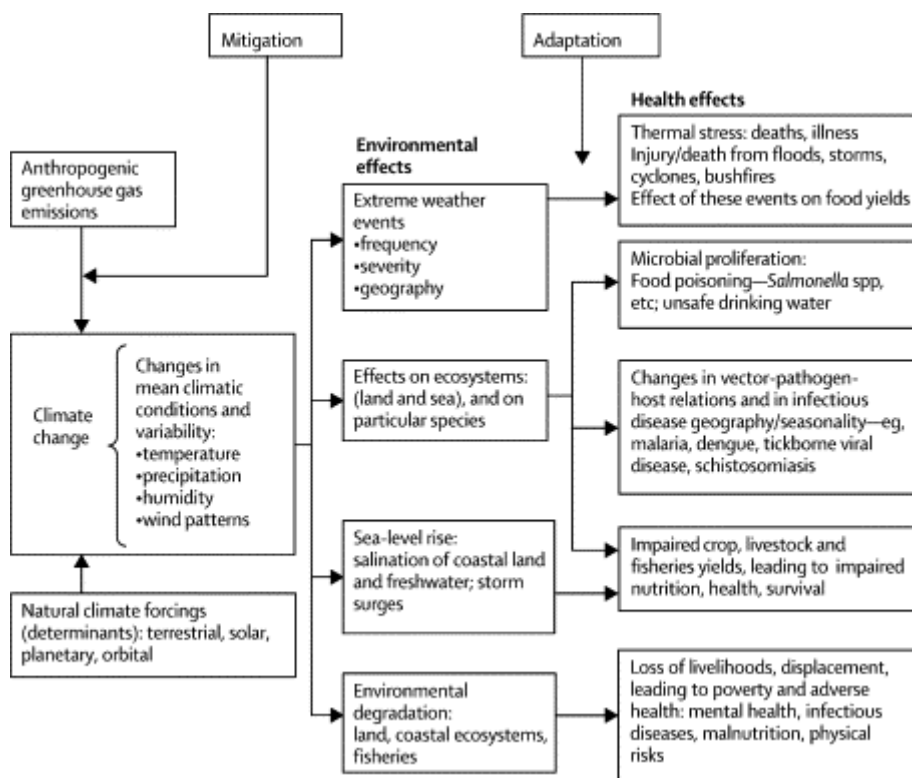 Mitigation
Adaptation
Health effects
Environmental
effects
Anthropogenic
greenhouse gas
emissions
Thermal stress: deaths, illness
Injury/death from floods, storms,
cyclones, bushfires
Effect of these events on food yields
Extreme weather
events
•frequency
•severity
•geography
Microbial proliferation:
Food poisoning—Salmonella spp,
etc; unsafe drinking water
Climate
change
Changes in
mean climatic
conditions and
variability:
•temperature
•precipitation
•humidity
•wind patterns
Effects on ecosystems:
(land and sea), and on
particular species
Changes in vector-pathogen-
host relations and in infectious
disease geography/seasonality—eg,
malaria, dengue, tickborne viral
disease, schistosomiasis
Sea-level rise:
salination of coastal land
and freshwater; storm
surges
Impaired crop, livestock and
fisheries yields, leading to impaired
nutrition, health, survival
Natural climate forcings
(determinants): terrestrial, solar,
planetary, orbital
Environmental
degradation:
land, coastal ecosystems,
fisheries
Loss of livelihoods, displacement,
leading to poverty and adverse
health: mental health, infectious
diseases, malnutrition, physical
risks